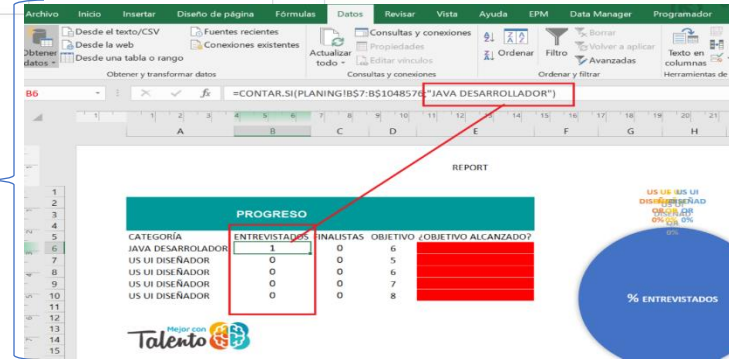 Archivo Inicio Insertar Diseño de página Fórmulas Datos Revisar Vista Ayuda EPM Data Manager Programador
Obtener datos
Desde el texto/CSV
Desde la web
Desde una tabla o rango
Fuentes recientes
Conexiones existentes
Obtener y transformar datos
Actualizar todo
Consultas y conexiones
Propiedades
Editar vínculos
Consultas y conexiones
Ordenar
Filtro
Borrar
Volver a aplicar
Avanzadas
Ordenar y filtrar
Texto en columnas
Herramientas de
B6 fx =CONTAR.SI(PLANING!B$7:B$1048576;"JAVA DESARROLLADOR")
A B C D E F G H
REPORT
PROGRESO
CATEGORÍA ENTREVISTADOS FINALISTAS OBJETIVO ¿OBJETIVO ALCANZADO?
JAVA DESARROLADOR 1 0 6
US UI DISEÑADOR 0 0 5
US UI DISEÑADOR 0 0 6
US UI DISEÑADOR 0 0 7
US UI DISEÑADOR 0 0 8
% ENTREVISTADOS
Mejor con
Talento